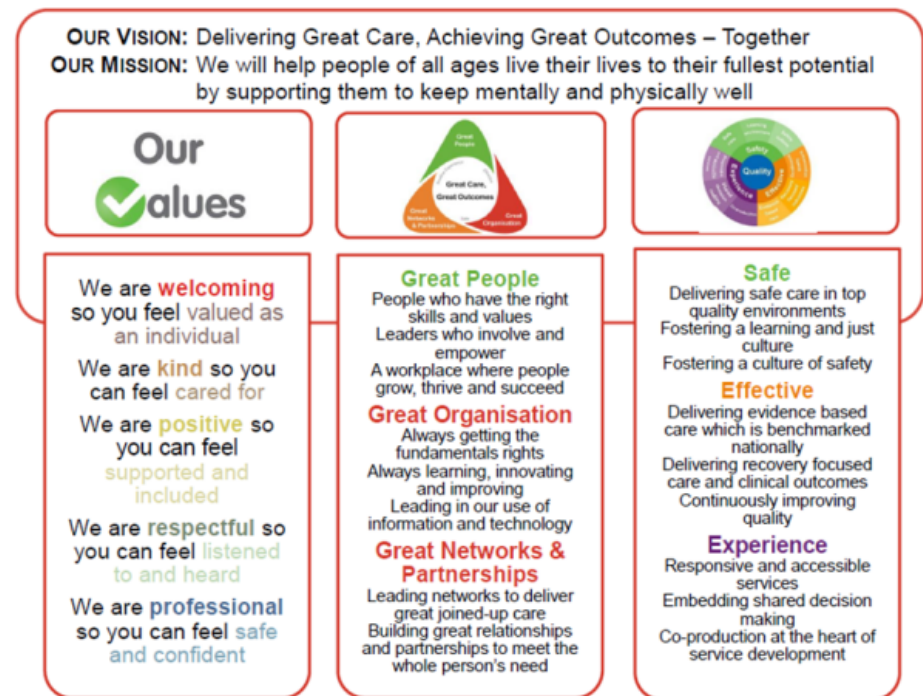 OUR VISION: Delivering Great Care, Achieving Great Outcomes – Together
OUR MISSION: We will help people of all ages live their lives to their fullest potential
by supporting them to keep mentally and physically well
Our
Values
Great
People
Great Care,
Great Outcomes
Great
Networks
& Partnerships
Great
Organisation
Safety
Quality
Experience
Effective
We are welcoming
so you feel valued as
an individual
We are kind so you
can feel cared for
We are positive so
you can feel
supported and
included
We are respectful so
you can feel listened
to and heard
We are professional
so you can feel safe
and confident
Great People
People who have the right
skills and values
Leaders who involve and
empower
A workplace where people
grow, thrive and succeed
Great Organisation
Always getting the
fundamentals rights
Always learning, innovating
and improving
Leading in our use of
information and technology
Great Networks &
Partnerships
Leading networks to deliver
great joined-up care
Building great relationships
and partnerships to meet the
whole person's need
Safe
Delivering safe care in top
quality environments
Fostering a learning and just
culture
Fostering a culture of safety
Effective
Delivering evidence based
care which is benchmarked
nationally
Delivering recovery focused
care and clinical outcomes
Continuously improving
quality
Experience
Responsive and accessible
services
Embedding shared decision
making
Co-production at the heart of
service development